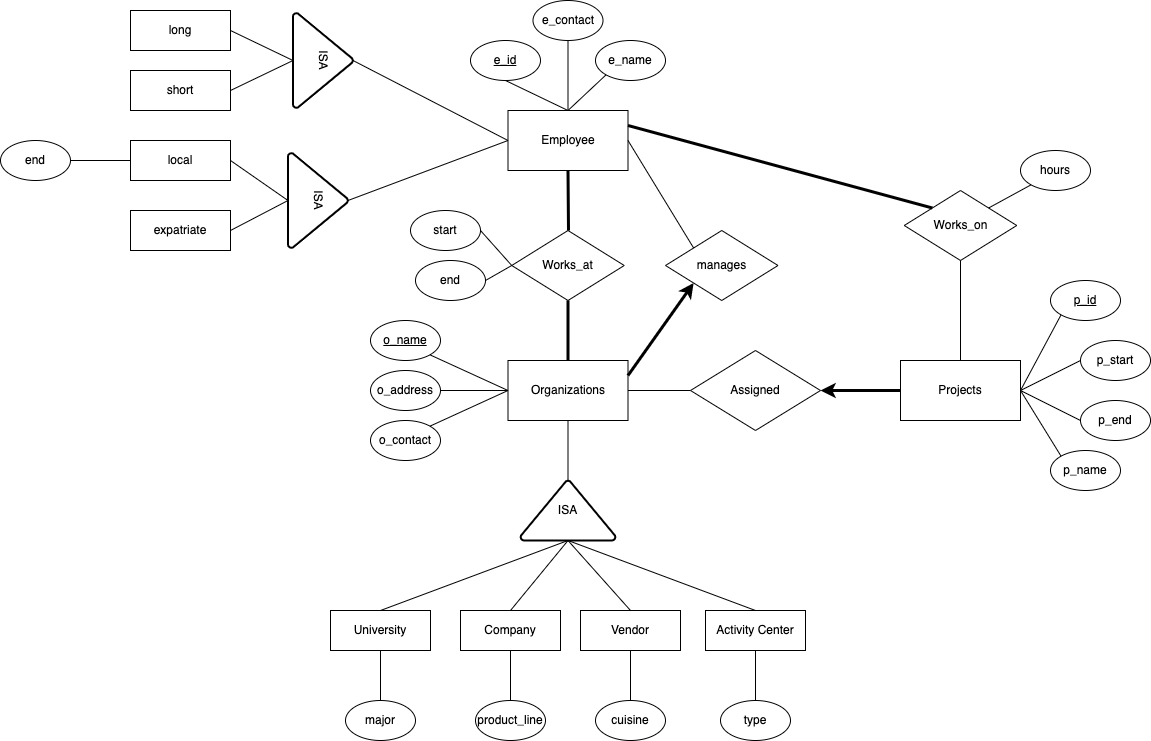 e_contact
long
ISA
e_id
e_name
short
Employee
end
local
ISA
hours
expatriate
start
Works_at
manages
Works_on
end
p_id
o_name
p_start
o_address
Organizations
Assigned
Projects
p_end
o_contact
p_name
ISA
University
Company
Vendor
Activity Center
major
product_line
cuisine
type